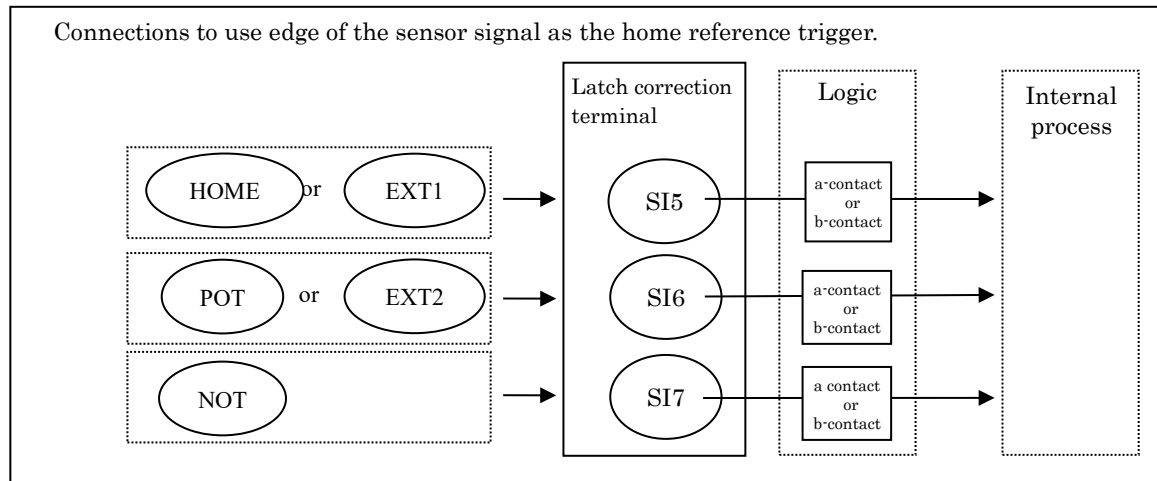 Connections to use edge of the sensor signal as the home reference trigger.
Latch correction
terminal
Logic
Internal
process
HOME or EXT1
SI5
a-contact
or
b-contact
POT or EXT2
SI6
a-contact
or
b-contact
NOT
SI7
a contact
or
b-contact